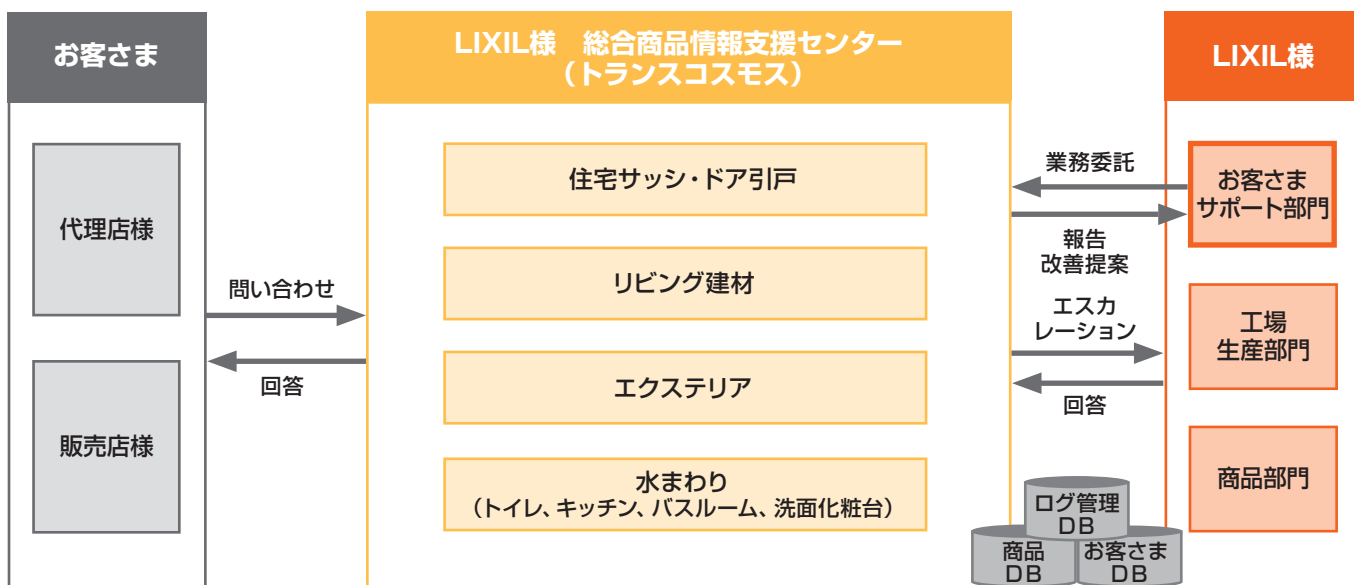 お客さま
代理店様
販売店様
問い合わせ
回答
LIXIL様 総合商品情報支援センター
(トランスコスモス)
住宅サッシ・ドア引戸
リビング建材
エクステリア
水まわり
(トイレ、キッチン、バスルーム、洗面化粧台)
業務委託
報告
改善提案
エスカ
レーション
回答
ログ管理
DB
商品
DB
お客さま
DB
LIXIL様
お客さま
サポート部門
工場
生産部門
商品部門